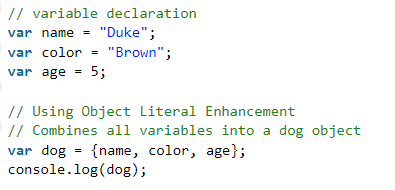 // variable declaration
var name = "Duke";
var color = "Brown";
var age = 5;
// Using Object Literal Enhancement
// Combines all variables into a dog object
var dog = {name, color, age};
console.log(dog);